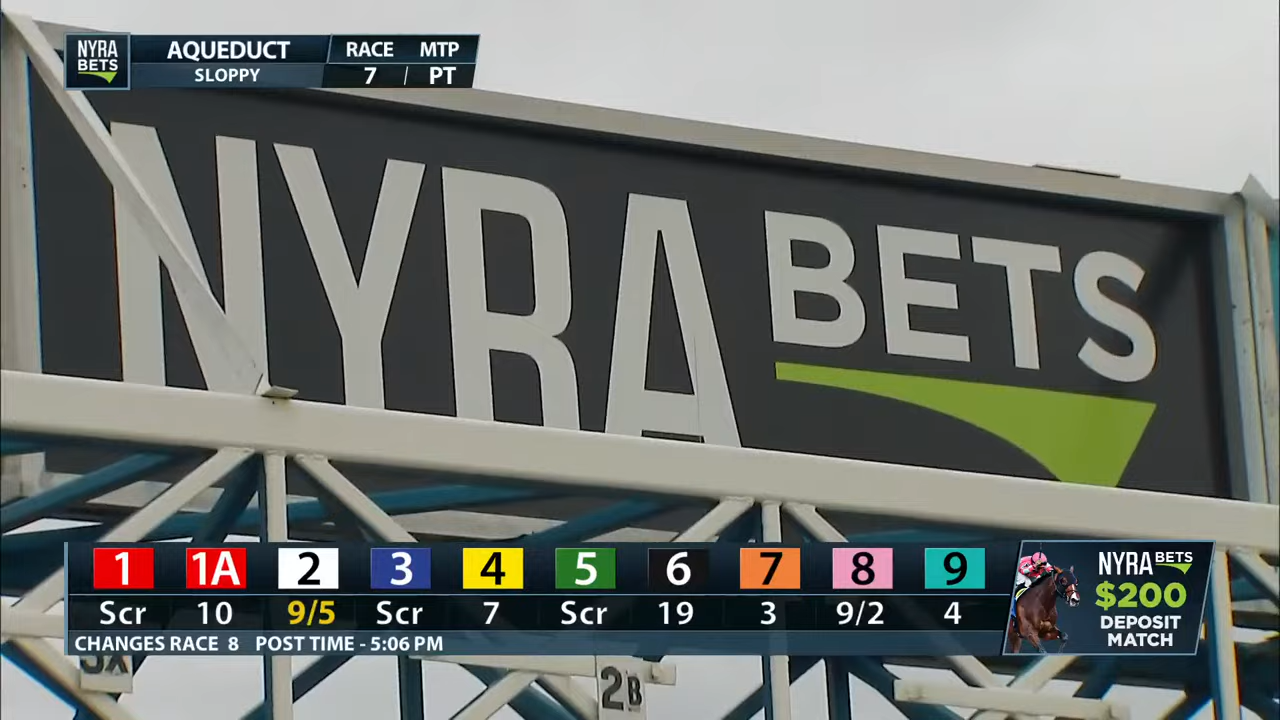 NYRA BETS
AQUEDUCT
SLOPPY
RACE MTP
7 / PT
NYRA BETS
1 1A 2 3 4 5 6 7 8 9
Scr 10 9/5 Scr 7 Scr 19 3 9/2 4
CHANGES RACE 8 POST TIME - 5:06 PM
NYRA BETS
$200
DEPOSIT
MATCH
2B